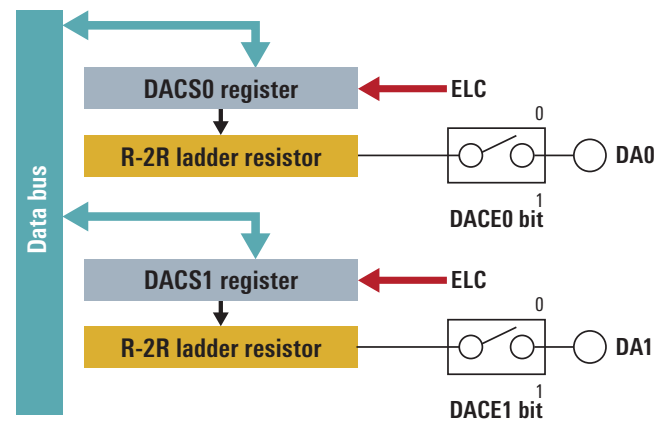 Data bus
DACS0 register
ELC
R-2R ladder resistor
0
DA0
1
DACE0 bit
DACS1 register
ELC
R-2R ladder resistor
0
DA1
1
DACE1 bit